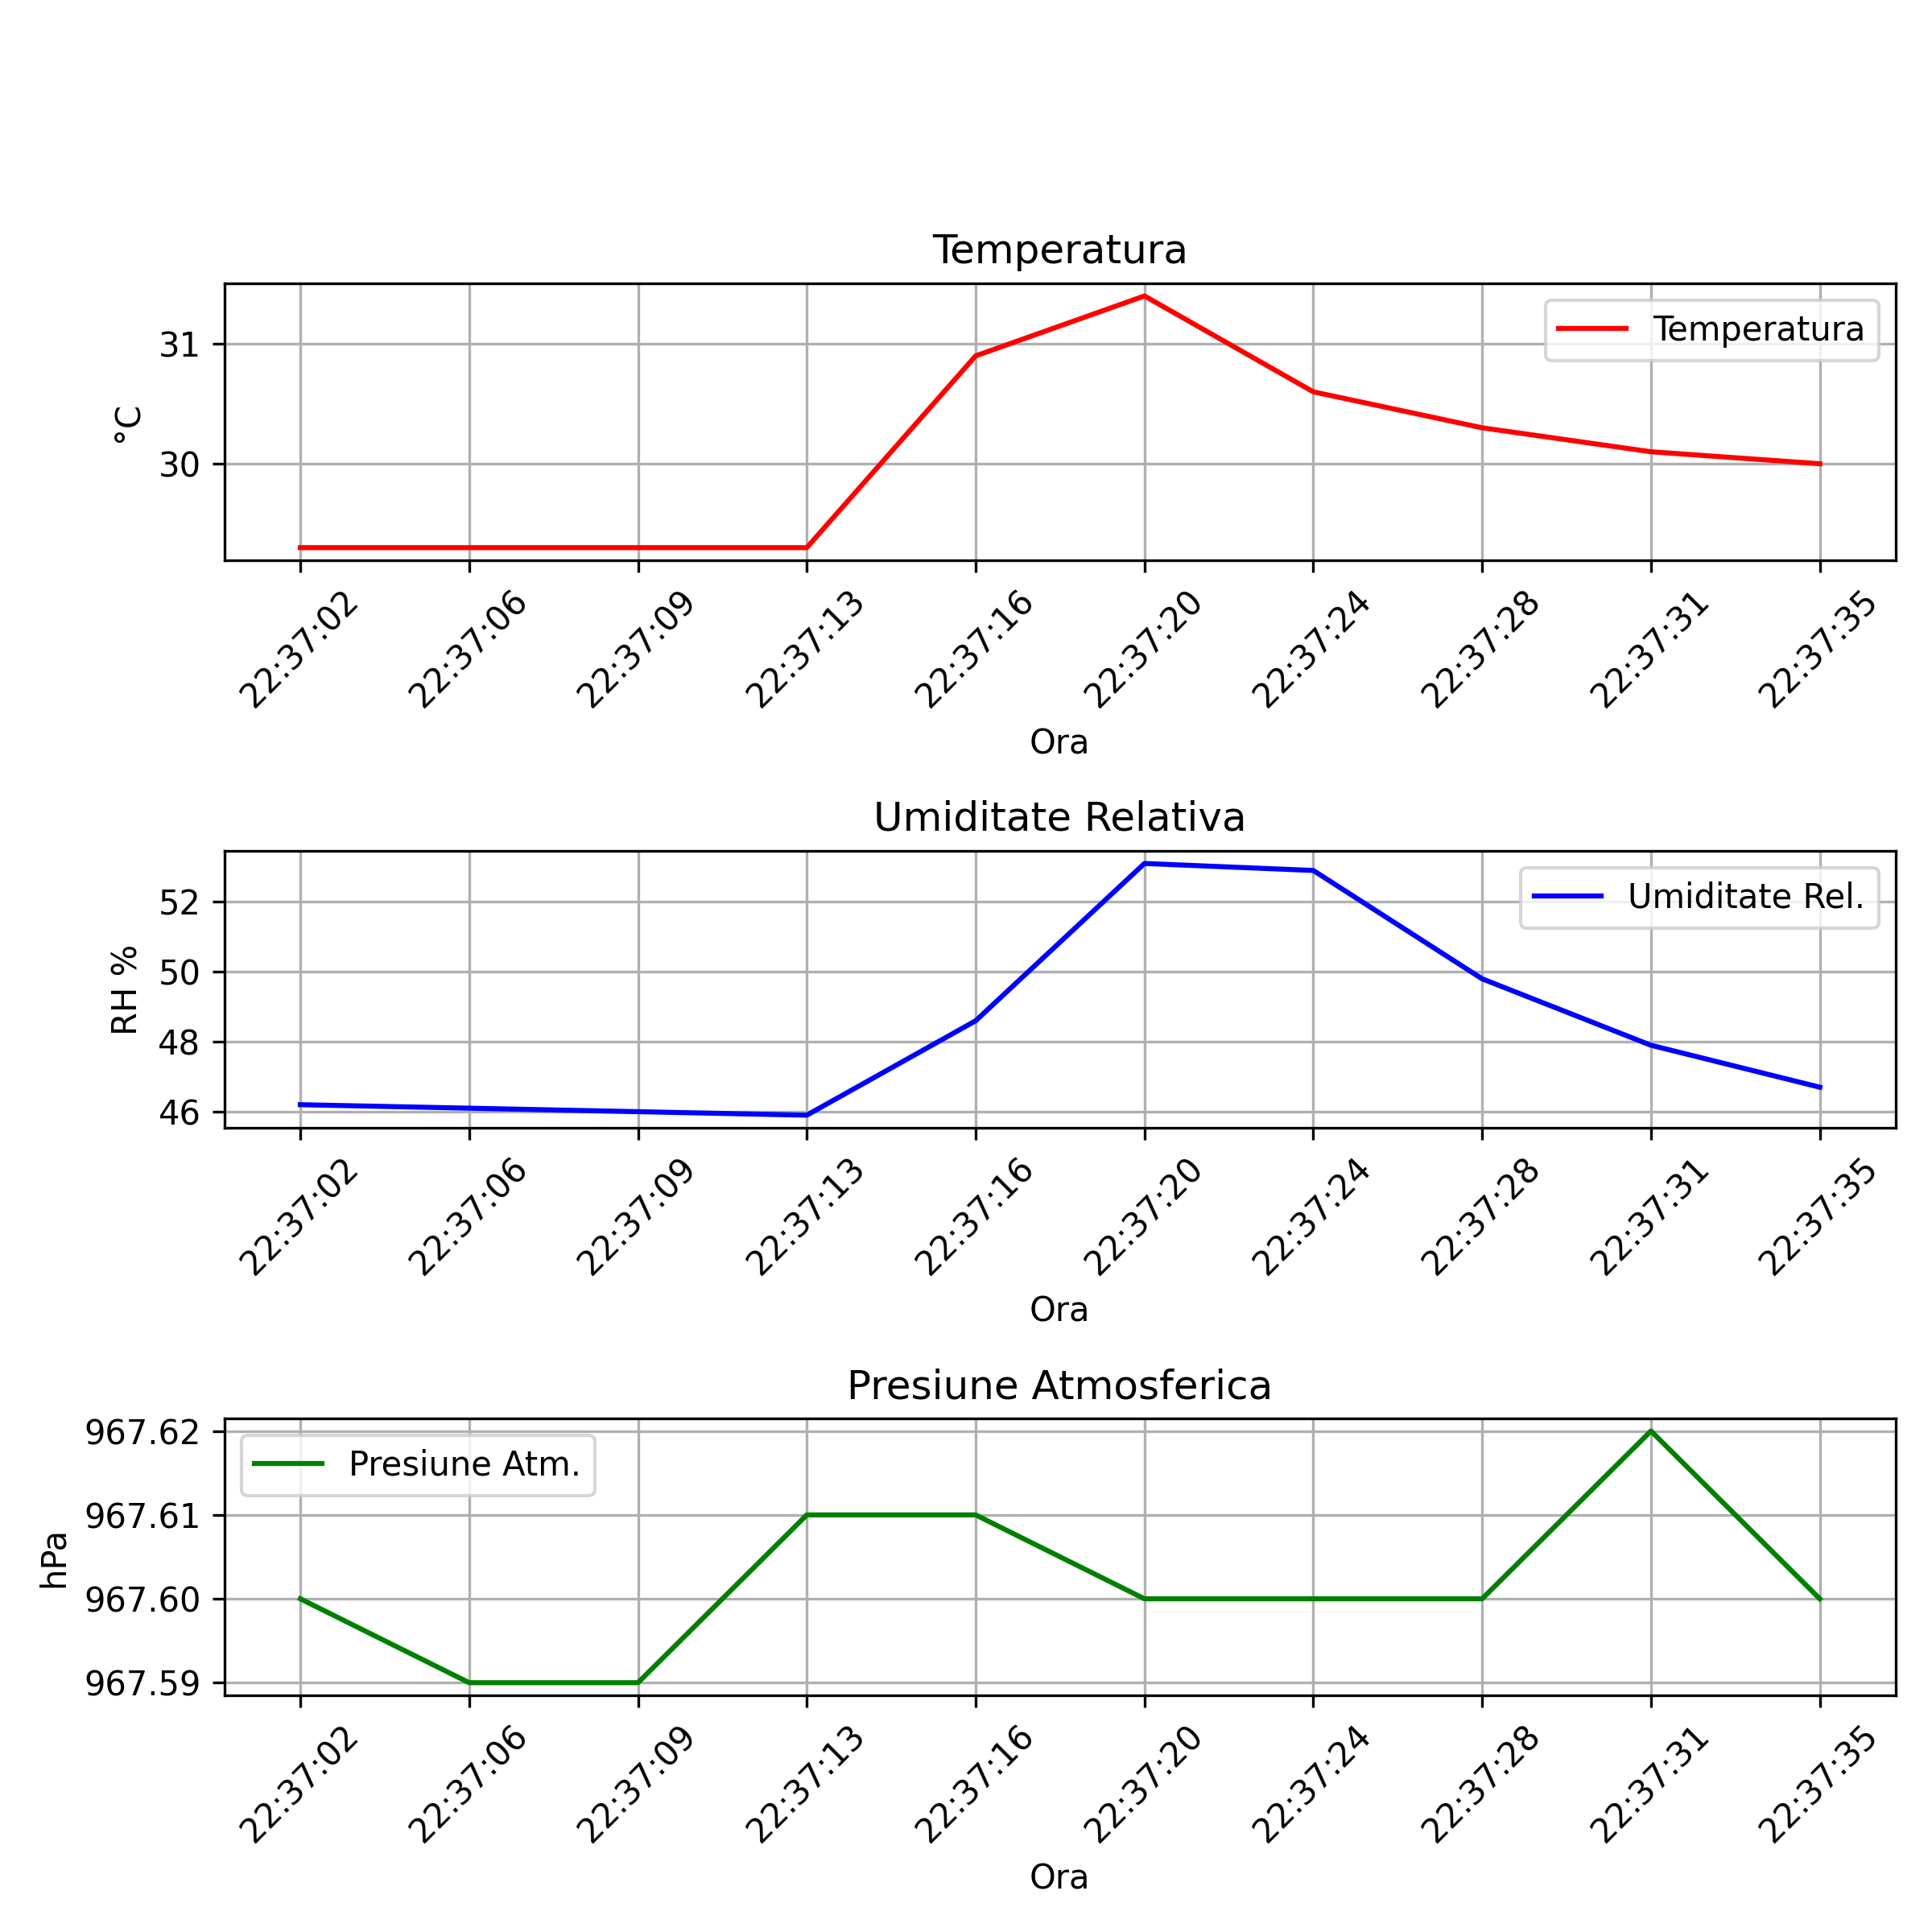 Temperatura
Temperatura
31
30
°C
22:37:02 22:37:06 22:37:09 22:37:13 22:37:16 22:37:20 22:37:24 22:37:28 22:37:31 22:37:35
Ora
Umiditate Relativa
Umiditate Rel.
52
50
48
46
RH %
22:37:02 22:37:06 22:37:09 22:37:13 22:37:16 22:37:20 22:37:24 22:37:28 22:37:31 22:37:35
Ora
Presiune Atmosferica
Presiune Atm.
967.62
967.61
967.60
967.59
hPa
22:37:02 22:37:06 22:37:09 22:37:13 22:37:16 22:37:20 22:37:24 22:37:28 22:37:31 22:37:35
Ora